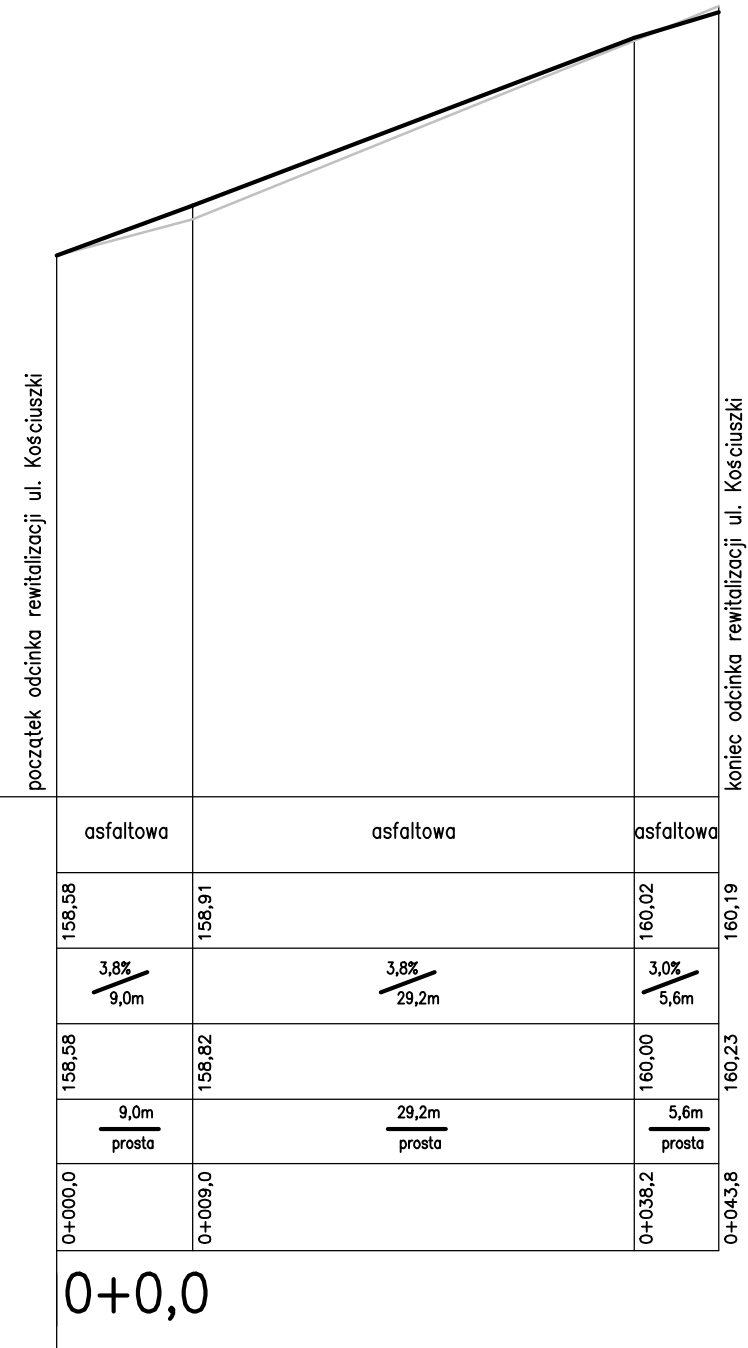 początek odcinka rewitalizacji ul. Kościuszki
koniec odcinka rewitalizacji ul. Kościuszki
asfaltowa asfaltowa asfaltowa
158,58 158,91 160,02 160,19
3,8% 3,8% 3,0%
9,0m 29,2m 5,6m
158,58 158,82 160,00 160,23
9,0m 29,2m 5,6m
prosta prosta prosta
0+000,0 0+009,0 0+038,2 0+043,8
0+0,0